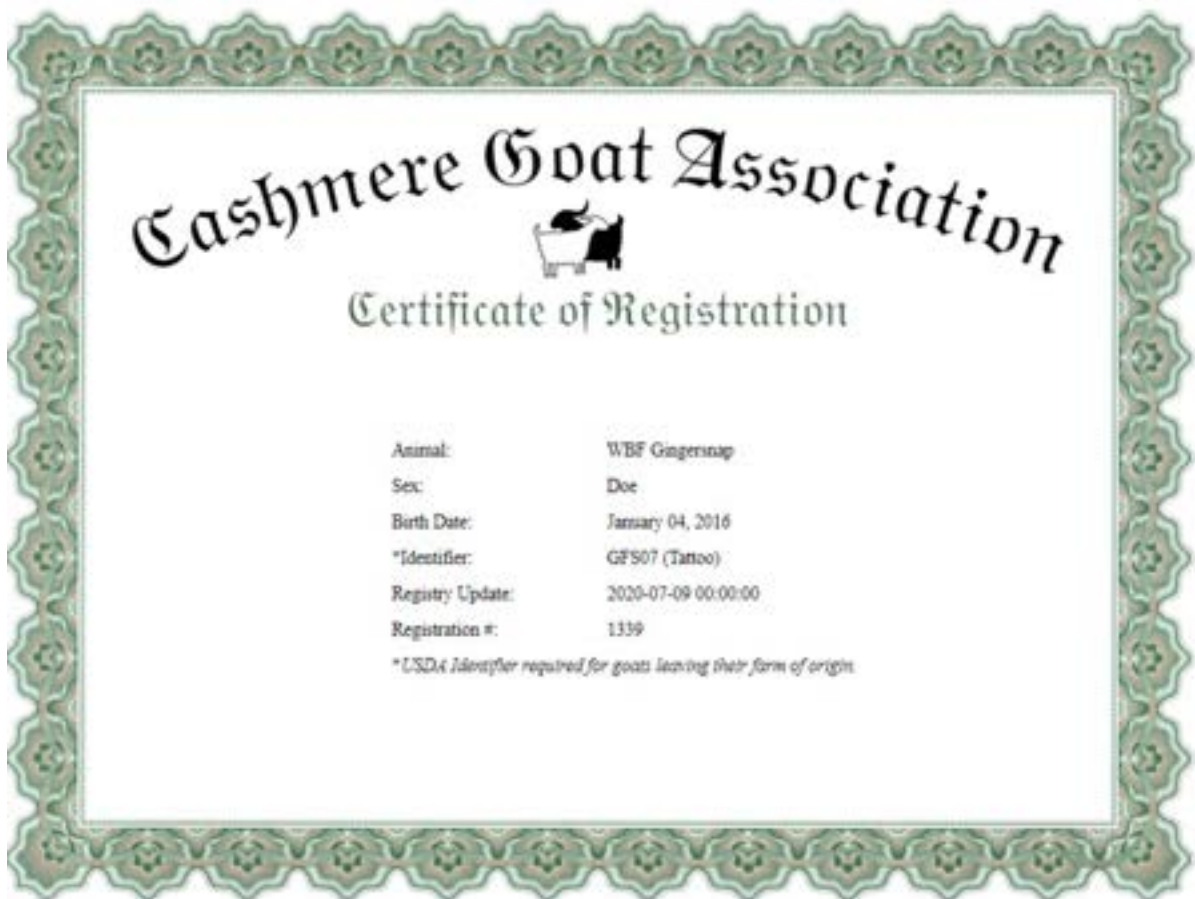 Cashmere Goat Association
Certificate of Registration
Animal: WBF Gingersnap
Sex: Doe
Birth Date: January 04, 2016
*Identifier: GFS07 (Tattoo)
Registry Update: 2020-07-09 00:00:00
Registration #: 1339
*USDA Identifier required for goats leaving their farm of origin.